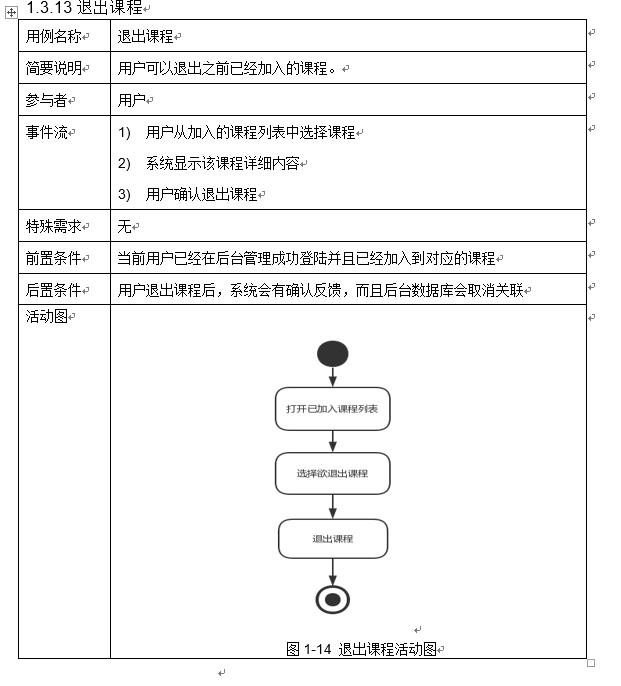 1.3.13 退出课程
用例名称 退出课程
简要说明 用户可以退出之前已经加入的课程。
参与者 用户
事件流 1) 用户从加入的课程列表中选择课程
2) 系统显示该课程详细内容
3) 用户确认退出课程
特殊需求 无
前置条件 当前用户已经在后台管理成功登陆并且已经加入到对应的课程
后置条件 用户退出课程后，系统会有确认反馈，而且后台数据库会取消关联
活动图
打开已加入课程列表
选择欲退出课程
退出课程
图 1-14 退出课程活动图